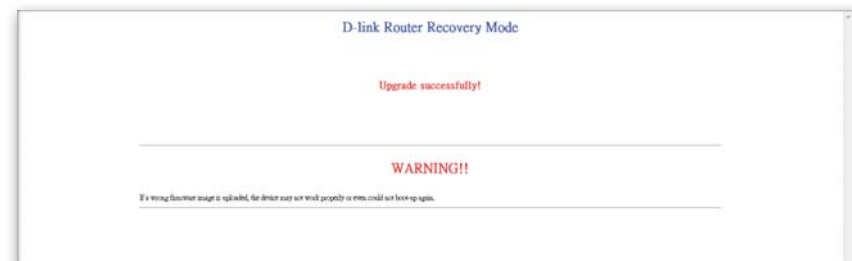 D-link Router Recovery Mode
Upgrade successfully!
WARNING!!
If a wrong firmware image is uploaded, the device may not work properly or even could not boot-up again.